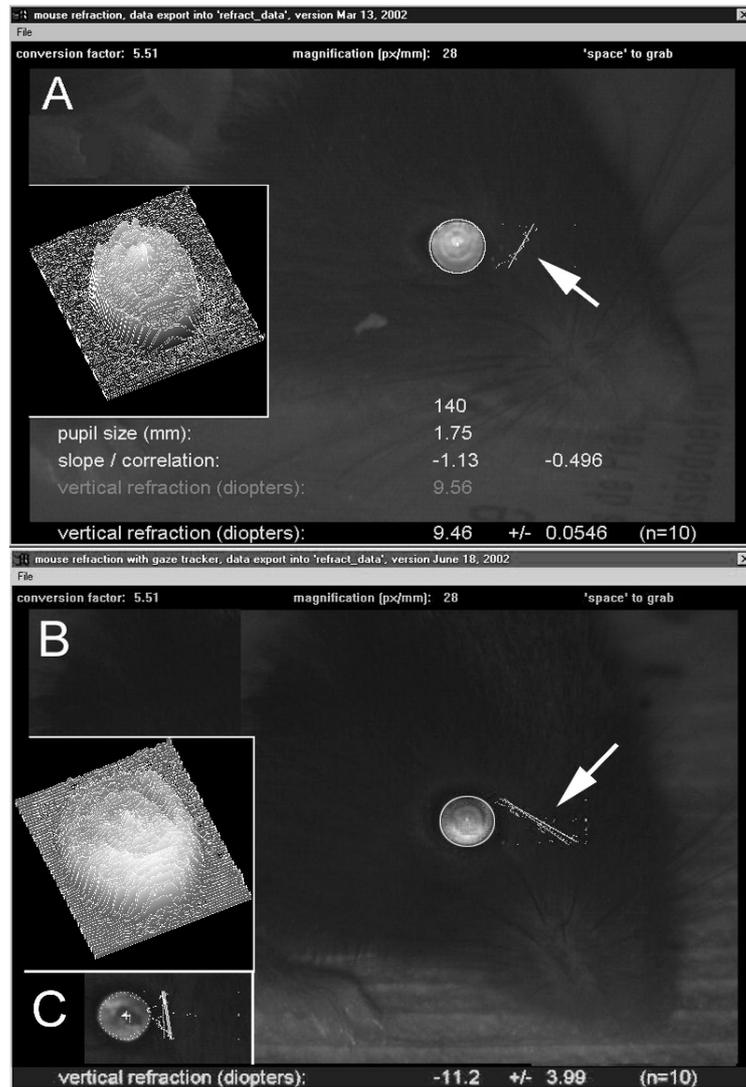 mouse refraction, data export into 'refract_data', version Mar 13, 2002
File
conversion factor: 5.51 magnification (px/mm): 28 'space' to grab
A
140
pupil size (mm): 1.75
slope / correlation: -1.13 -0.496
vertical refraction (diopters): 9.56
vertical refraction (diopters): 9.46 +/- 0.0546 (n=10)
mouse refraction with gaze tracker, data export into 'refract_data', version June 18, 2002
File
conversion factor: 5.51 magnification (px/mm): 28 'space' to grab
B
C
vertical refraction (diopters): -11.2 +/- 3.99 (n=10)